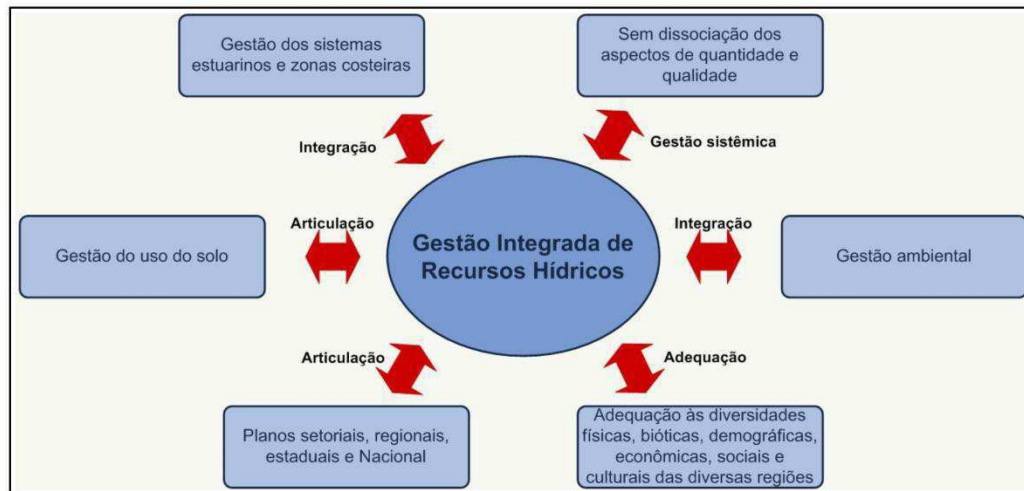 Gestão dos sistemas
estuarinos e zonas costeiras
Sem dissociação dos
aspectos de quantidade e
qualidade
Integração
Gestão sistêmica
Gestão do uso do solo
Articulação
Gestão Integrada de
Recursos Hídricos
Integração
Gestão ambiental
Articulação
Adequação
Planos setoriais, regionais,
estaduais e Nacional
Adequação às diversidades
físicas, bióticas, demográficas,
econômicas, sociais e
culturais das diversas regiões